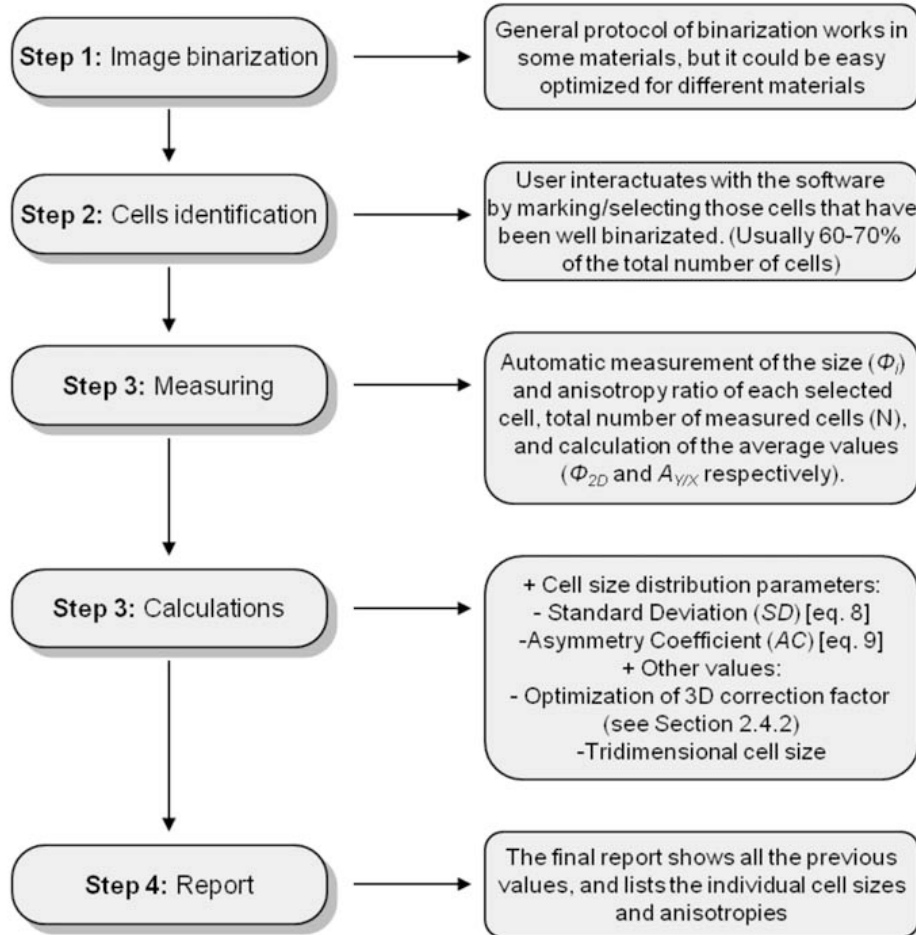 Step 1: Image binarization
General protocol of binarization works in
some materials, but it could be easy
optimized for different materials
Step 2: Cells identification
User interactuates with the software
by marking/selecting those cells that have
been well binarizated. (Usually 60-70%
of the total number of cells)
Step 3: Measuring
Automatic measurement of the size (Φi)
and anisotropy ratio of each selected
cell, total number of measured cells (N),
and calculation of the average values
(Φ2D and AY/X respectively).
Step 3: Calculations
+ Cell size distribution parameters:
- Standard Deviation (SD) [eq. 8]
-Asymmetry Coefficient (AC) [eq. 9]
+ Other values:
- Optimization of 3D correction factor
(see Section 2.4.2)
-Tridimensional cell size
Step 4: Report
The final report shows all the previous
values, and lists the individual cell sizes
and anisotropies